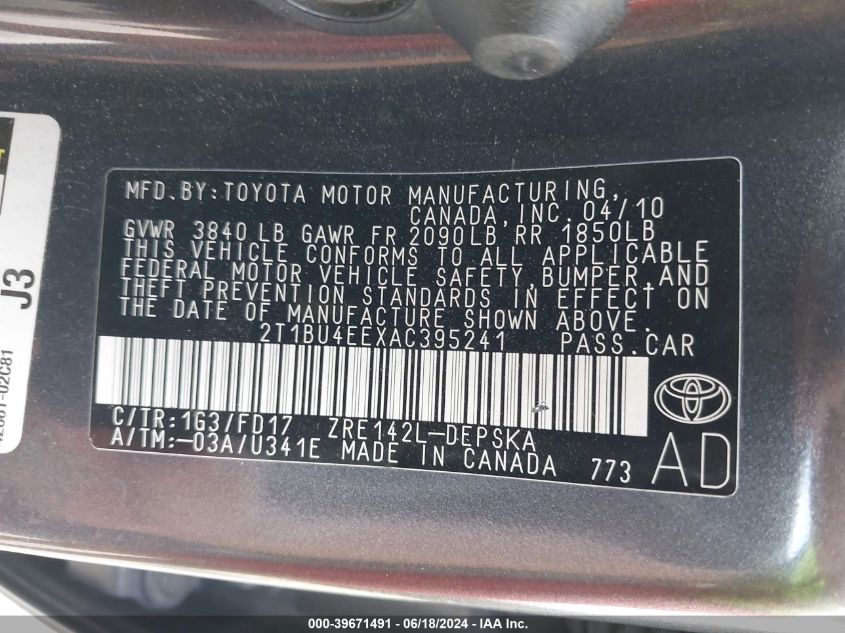 MFD.BY:TOYOTA MOTOR MANUFACTURING,
CANADA, INC. 04/10
GVWR 3840 LB GAWR FR 2090LB RR 1850LB
THIS VEHICLE CONFORMS TO ALL APPLICABLE
FEDERAL MOTOR VEHICLE SAFETY, BUMPER, AND
THEFT PREVENTION STANDARDS IN EFFECT ON
THE DATE OF MANUFACTURE SHOWN ABOVE.
2T1BU4EEXAC395241 PASS.CAR
C/TR:1G3/FD17 ZRE142L-DEPSKA
A/TM:-03A/U341E MADE IN CANADA 773
AD
J3
000-39671491 - 06/18/2024 - IAAI.COM